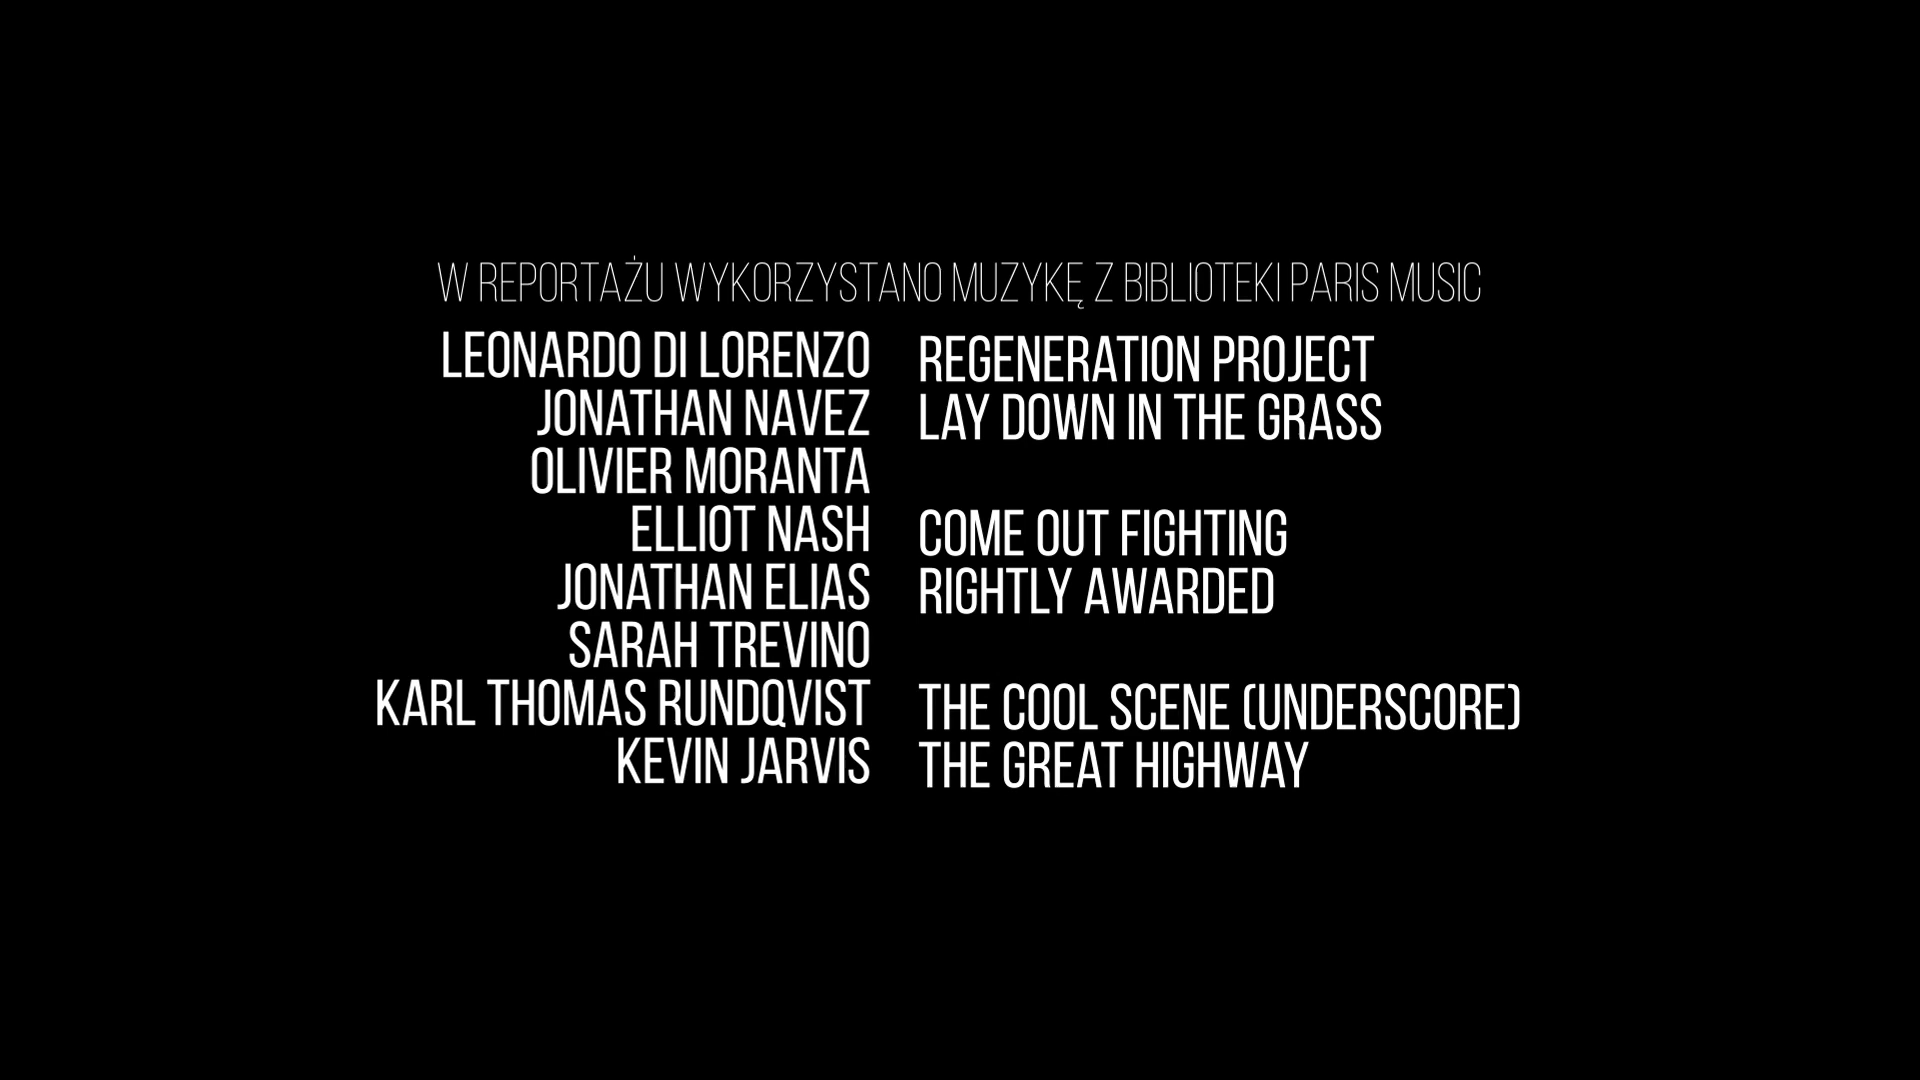 W REPORTAŻU WYKORZYSTANO MUZYKĘ Z BIBLIOTEKI PARIS MUSIC
LEONARDO DI LORENZO REGENERATION PROJECT
JONATHAN NAVEZ LAY DOWN IN THE GRASS
OLIVIER MORANTA
ELLIOT NASH COME OUT FIGHTING
JONATHAN ELIAS RIGHTLY AWARDED
SARAH TREVINO
KARL THOMAS RUNDQVIST THE COOL SCENE (UNDERSCORE)
KEVIN JARVIS THE GREAT HIGHWAY